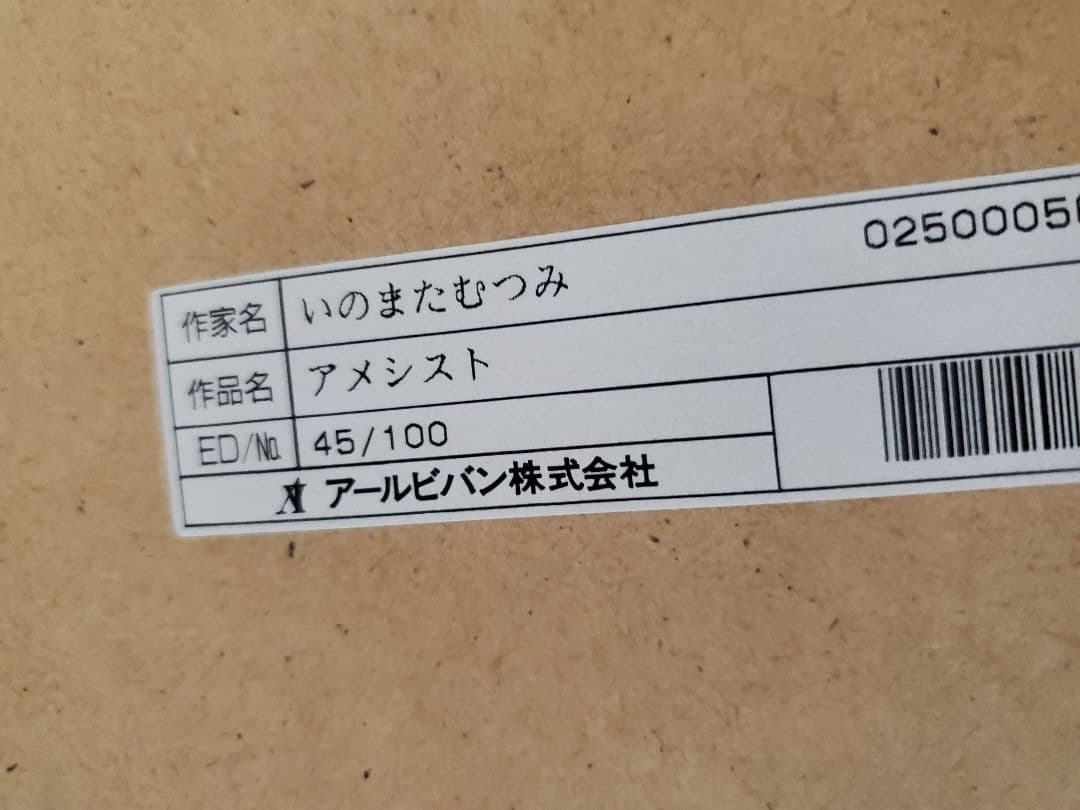 02500050
作家名 いのまたむつみ
作品名 アメシスト
ED/No. 45/100
アールビバン株式会社